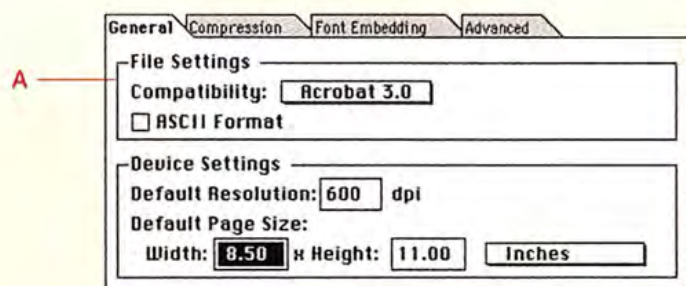 General Compression Font Embedding Advanced
A
File Settings
Compatibility: Acrobat 3.0
ASCII Format
Device Settings
Default Resolution: 600 dpi
Default Page Size:
Width: 8.50 x Height: 11.00 Inches